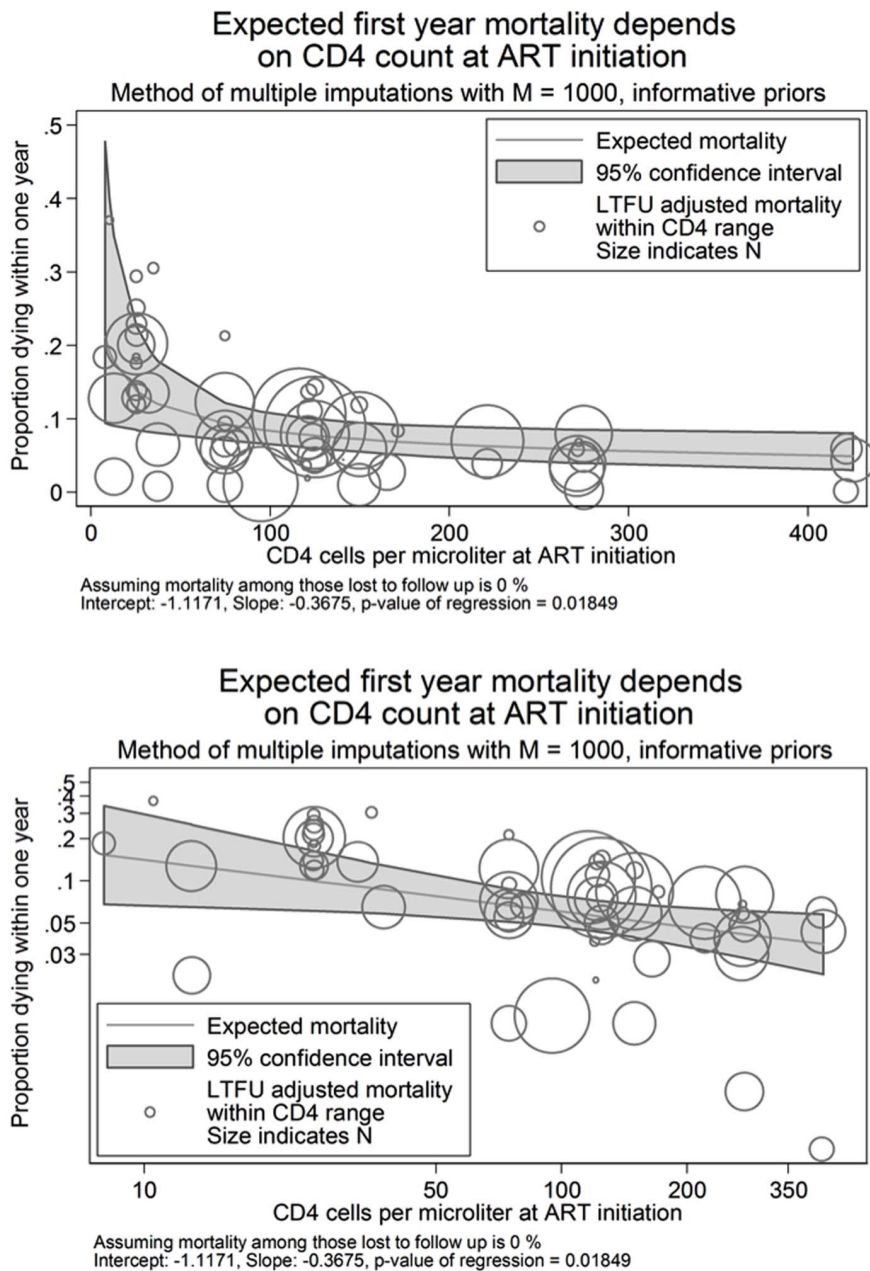 Expected first year mortality depends
on CD4 count at ART initiation
Method of multiple imputations with M = 1000, informative priors
Proportion dying within one year
.5
.4
.3
.2
.1
0
Expected mortality
95% confidence interval
LTFU adjusted mortality
within CD4 range
Size indicates N
0 100 200 300 400
CD4 cells per microliter at ART initiation
Assuming mortality among those lost to follow up is 0 %
Intercept: -1.1171, Slope: -0.3675, p-value of regression = 0.01849
Expected first year mortality depends
on CD4 count at ART initiation
Method of multiple imputations with M = 1000, informative priors
Proportion dying within one year
.5
.4
.3
.2
.1
.05
.03
Expected mortality
95% confidence interval
LTFU adjusted mortality
within CD4 range
Size indicates N
10 50 100 200 350
CD4 cells per microliter at ART initiation
Assuming mortality among those lost to follow up is 0 %
Intercept: -1.1171, Slope: -0.3675, p-value of regression = 0.01849